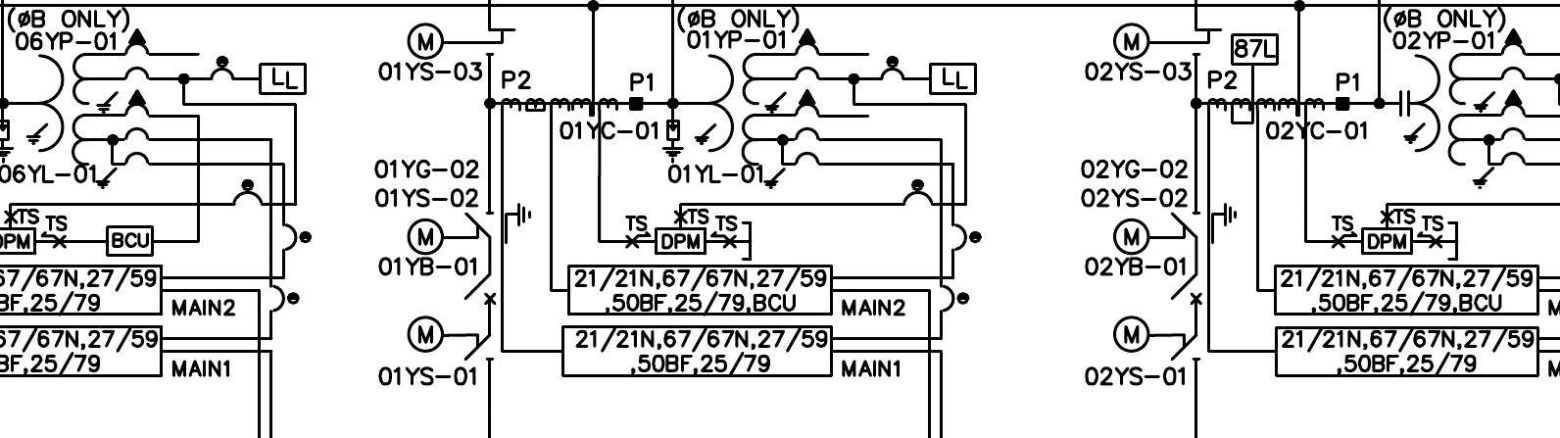 (ØB ONLY)
06YP-01
LL
06YL-01
TS
TS
DPM
BCU
67/67N,27/59
BF,25/79
MAIN2
67/67N,27/59
BF,25/79
MAIN1
M
01YS-03
P2
P1
(ØB ONLY)
01YP-01
LL
01YC-01
01YL-01
01YG-02
01YS-02
M
01YB-01
TS
TS
TS
DPM
21/21N,67/67N,27/59
,50BF,25/79,BCU
MAIN2
M
01YS-01
21/21N,67/67N,27/59
,50BF,25/79
MAIN1
M
02YS-03
P2
87L
P1
(ØB ONLY)
02YP-01
02YC-01
02YG-02
02YS-02
M
02YB-01
TS
TS
TS
DPM
21/21N,67/67N,27/59
,50BF,25/79,BCU
M
M
02YS-01
21/21N,67/67N,27/59
,50BF,25/79
M